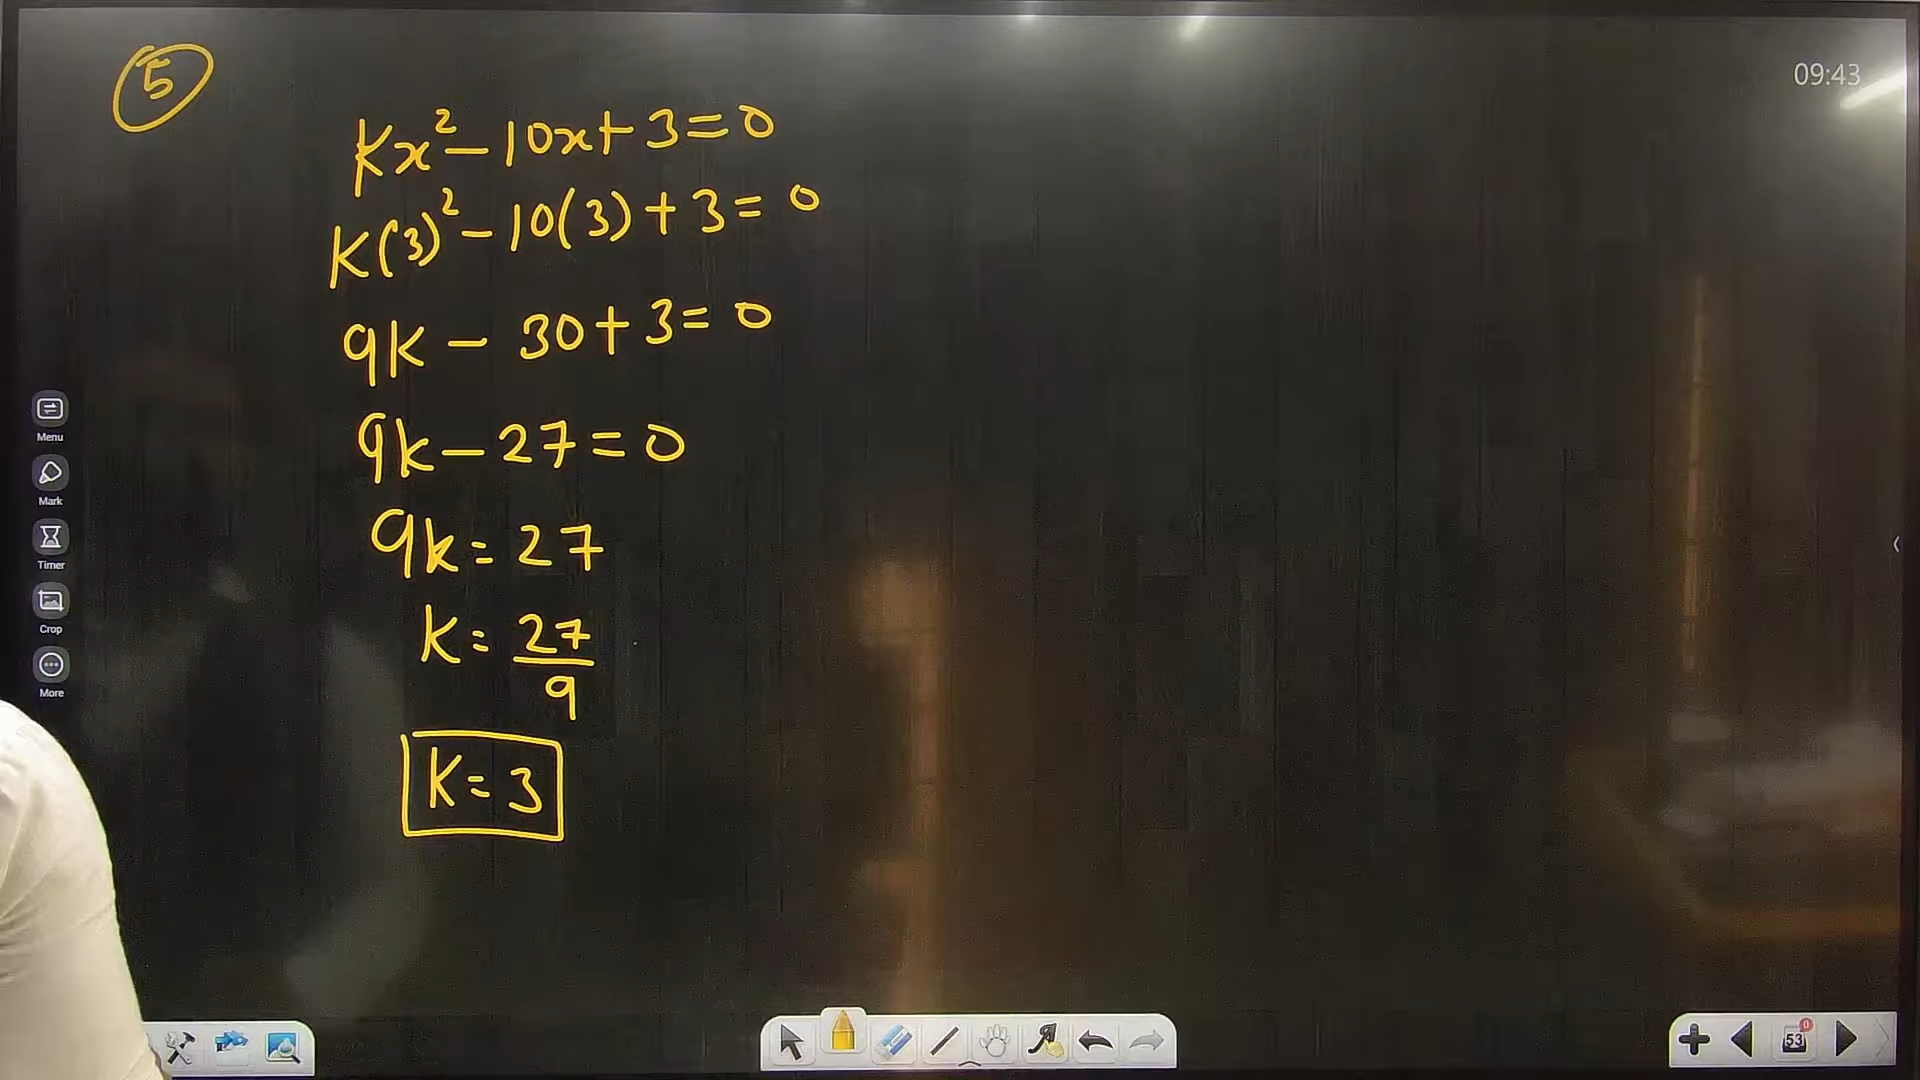 5
09:43
Kx² - 10x + 3 = 0
K(3)² - 10(3) + 3 = 0
9K - 30 + 3 = 0
9k - 27 = 0
9k = 27
k = 27/9
K = 3
Menu
Mark
Timer
Crop
More
53
0